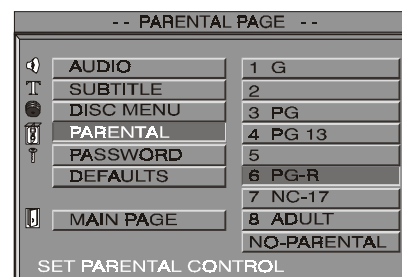 -- PARENTAL PAGE --
AUDIO
SUBTITLE
DISC MENU
PARENTAL
PASSWORD
DEFAULTS
MAIN PAGE
1 G
2
3 PG
4 PG 13
5
6 PG-R
7 NC-17
8 ADULT
NO-PARENTAL
SET PARENTAL CONTROL